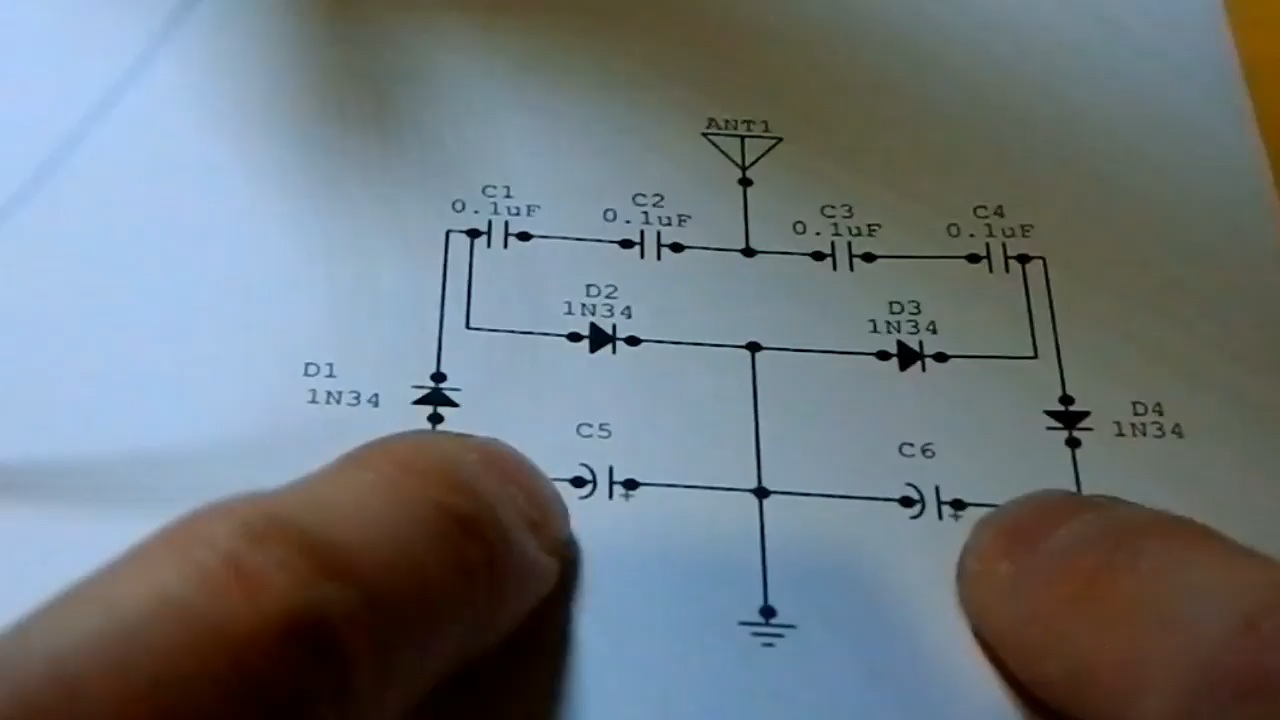 ANT1
C1
0.1uF
C2
0.1uF
C3
0.1uF
C4
0.1uF
D2
1N34
D3
1N34
D1
1N34
D4
1N34
C5
+
C6
+